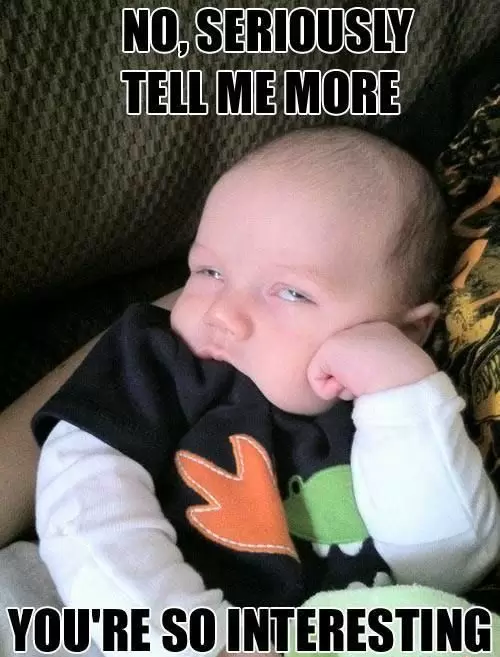 NO, SERIOUSLY
TELL ME MORE
YOU'RE SO INTERESTING